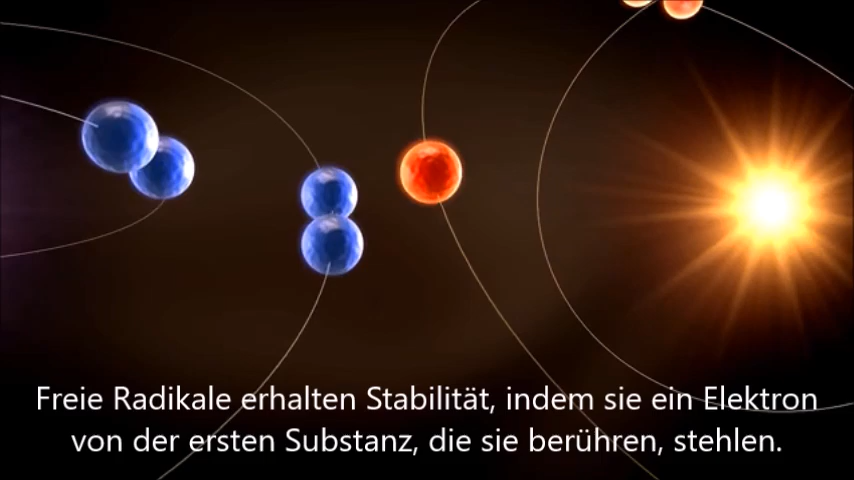 Freie Radikale erhalten Stabilität, indem sie ein Elektron
von der ersten Substanz, die sie berühren, stehlen.